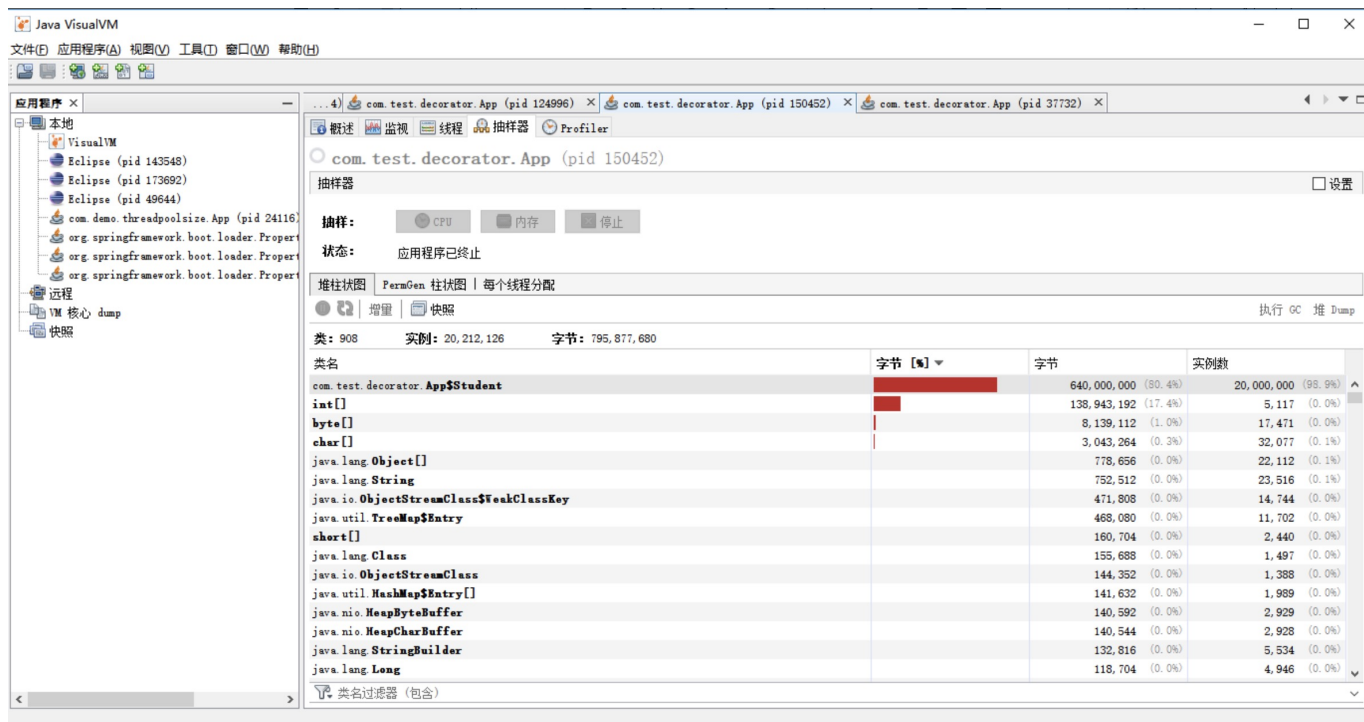 Java VisualVM
文件(F) 应用程序(A) 视图(V) 工具(T) 窗口(W) 帮助(H)
应用程序
...4) com.test.decorator.App (pid 124996) com.test.decorator.App (pid 150452) com.test.decorator.App (pid 37732)
本地
VisualVM
Eclipse (pid 143548)
Eclipse (pid 173692)
Eclipse (pid 49644)
com.demo.threadpoolsize.App (pid 24116)
org.springframework.boot.loader.Propert
org.springframework.boot.loader.Propert
org.springframework.boot.loader.Propert
远程
VM 核心 dump
快照
概述 监视 线程 抽样器 Profiler
com.test.decorator.App (pid 150452)
抽样器 设置
抽样: CPU 内存 停止
状态: 应用程序已终止
堆柱状图 PermGen 柱状图 每个线程分配
增量 快照 执行 GC 堆 Dump
类: 908 实例: 20,212,126 字节: 795,877,680
类名 字节 [%] 字节 实例数
com.test.decorator.App$Student 640,000,000 (80.4%) 20,000,000 (98.9%)
int[] 138,943,192 (17.4%) 5,117 (0.0%)
byte[] 8,139,112 (1.0%) 17,471 (0.0%)
char[] 3,043,264 (0.3%) 32,077 (0.1%)
java.lang.Object[] 778,656 (0.0%) 22,112 (0.1%)
java.lang.String 752,512 (0.0%) 23,516 (0.1%)
java.io.ObjectStreamClass$WeakClassKey 471,808 (0.0%) 14,744 (0.0%)
java.util.TreeMap$Entry 468,080 (0.0%) 11,702 (0.0%)
short[] 160,704 (0.0%) 2,440 (0.0%)
java.lang.Class 155,688 (0.0%) 1,497 (0.0%)
java.io.ObjectStreamClass 144,352 (0.0%) 1,388 (0.0%)
java.util.HashMap$Entry[] 141,632 (0.0%) 1,989 (0.0%)
java.nio.HeapByteBuffer 140,592 (0.0%) 2,929 (0.0%)
java.nio.HeapCharBuffer 140,544 (0.0%) 2,928 (0.0%)
java.lang.StringBuilder 132,816 (0.0%) 5,534 (0.0%)
java.lang.Long 118,704 (0.0%) 4,946 (0.0%)
类名过滤器 (包含)